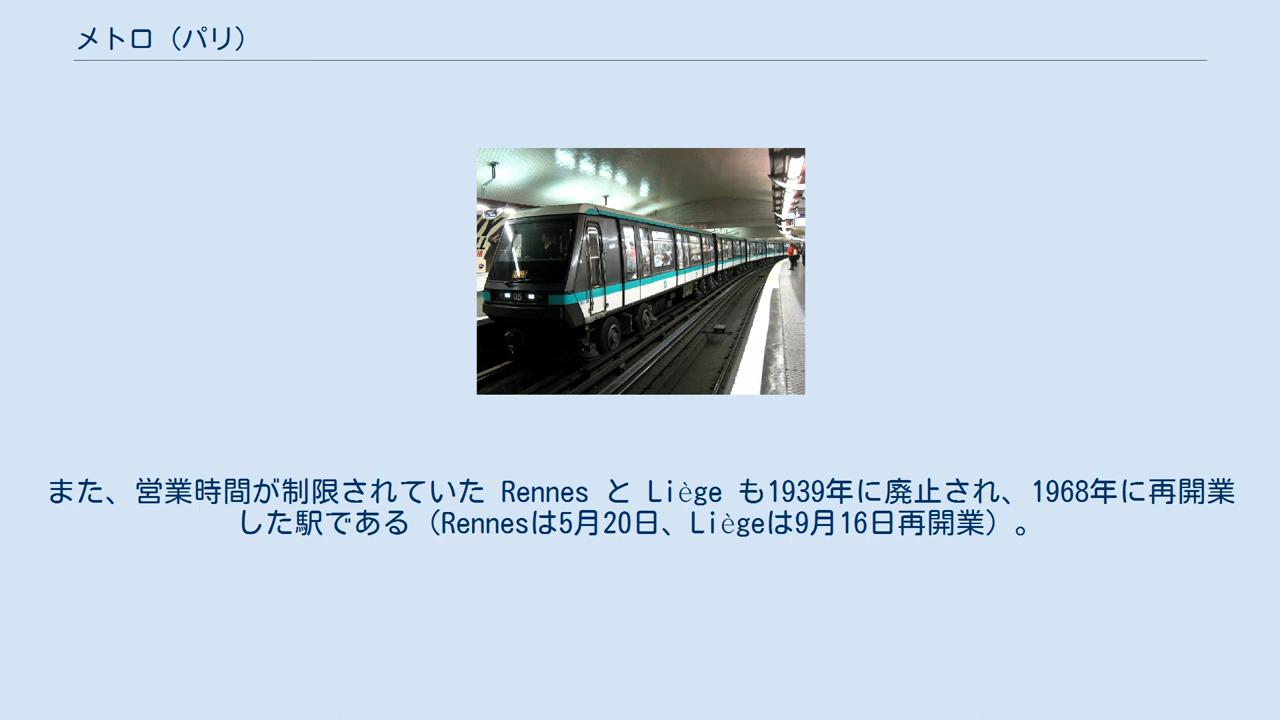 メトロ（パリ）
また、営業時間が制限されていた Rennes と Liège も1939年に廃止され、1968年に再開業
した駅である（Rennesは5月20日、Liègeは9月16日再開業）。